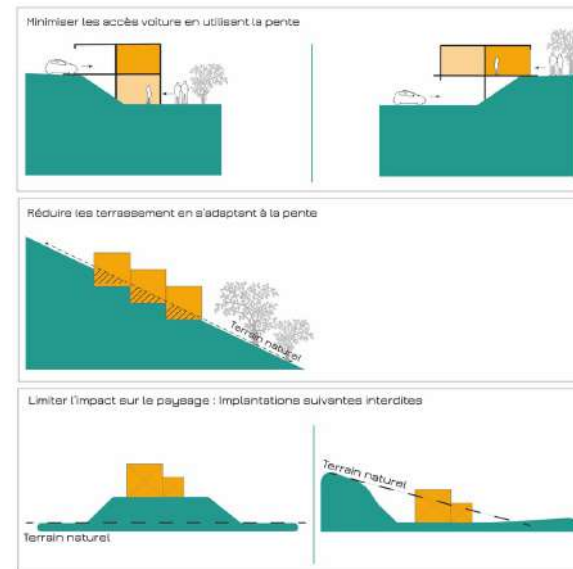 Minimiser les accès voiture en utilisant la pente
Réduire les terrassement en s'adaptant à la pente
Terrain naturel
Limiter l'impact sur le paysage : Implantations suivantes interdites
Terrain naturel
Terrain naturel